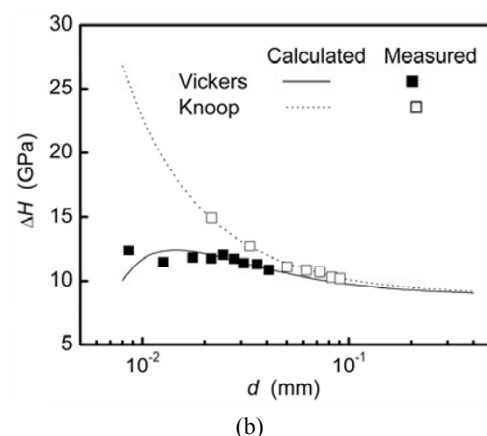 30
25
20
15
10
5
ΔH (GPa)
Calculated Measured
Vickers
Knoop
10-2 10-1
d (mm)
(b)